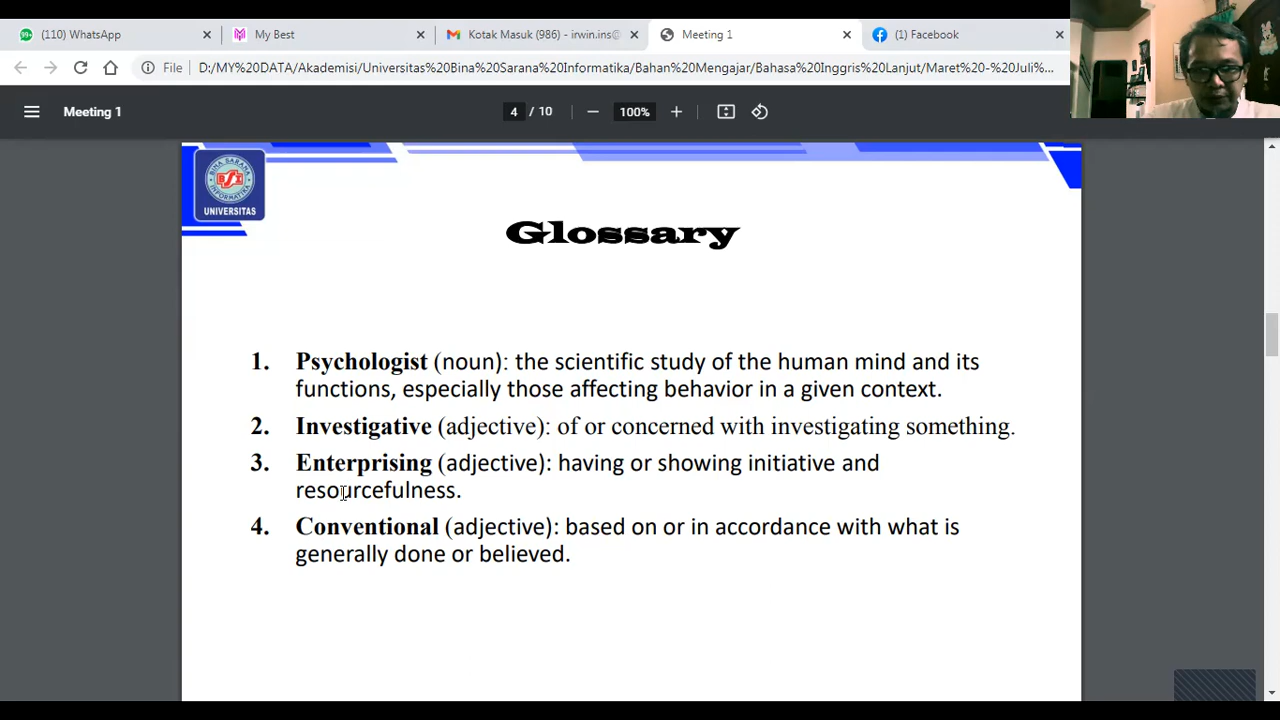 (110) WhatsApp
My Best
Kotak Masuk (986) - irwin.ins@
Meeting 1
(1) Facebook
File
D:/MY%20DATA/Akademisi/Universitas%20Bina%20Sarana%20Informatika/Bahan%20Mengajar/Bahasa%20Inggris%20Lanjut/Maret%20-%20Juli%...
Meeting 1
4 / 10
100%
BINA SARANA
BSI
INFORMATIKA
UNIVERSITAS
Glossary
1. Psychologist (noun): the scientific study of the human mind and its
functions, especially those affecting behavior in a given context.
2. Investigative (adjective): of or concerned with investigating something.
3. Enterprising (adjective): having or showing initiative and
resourcefulness.
4. Conventional (adjective): based on or in accordance with what is
generally done or believed.